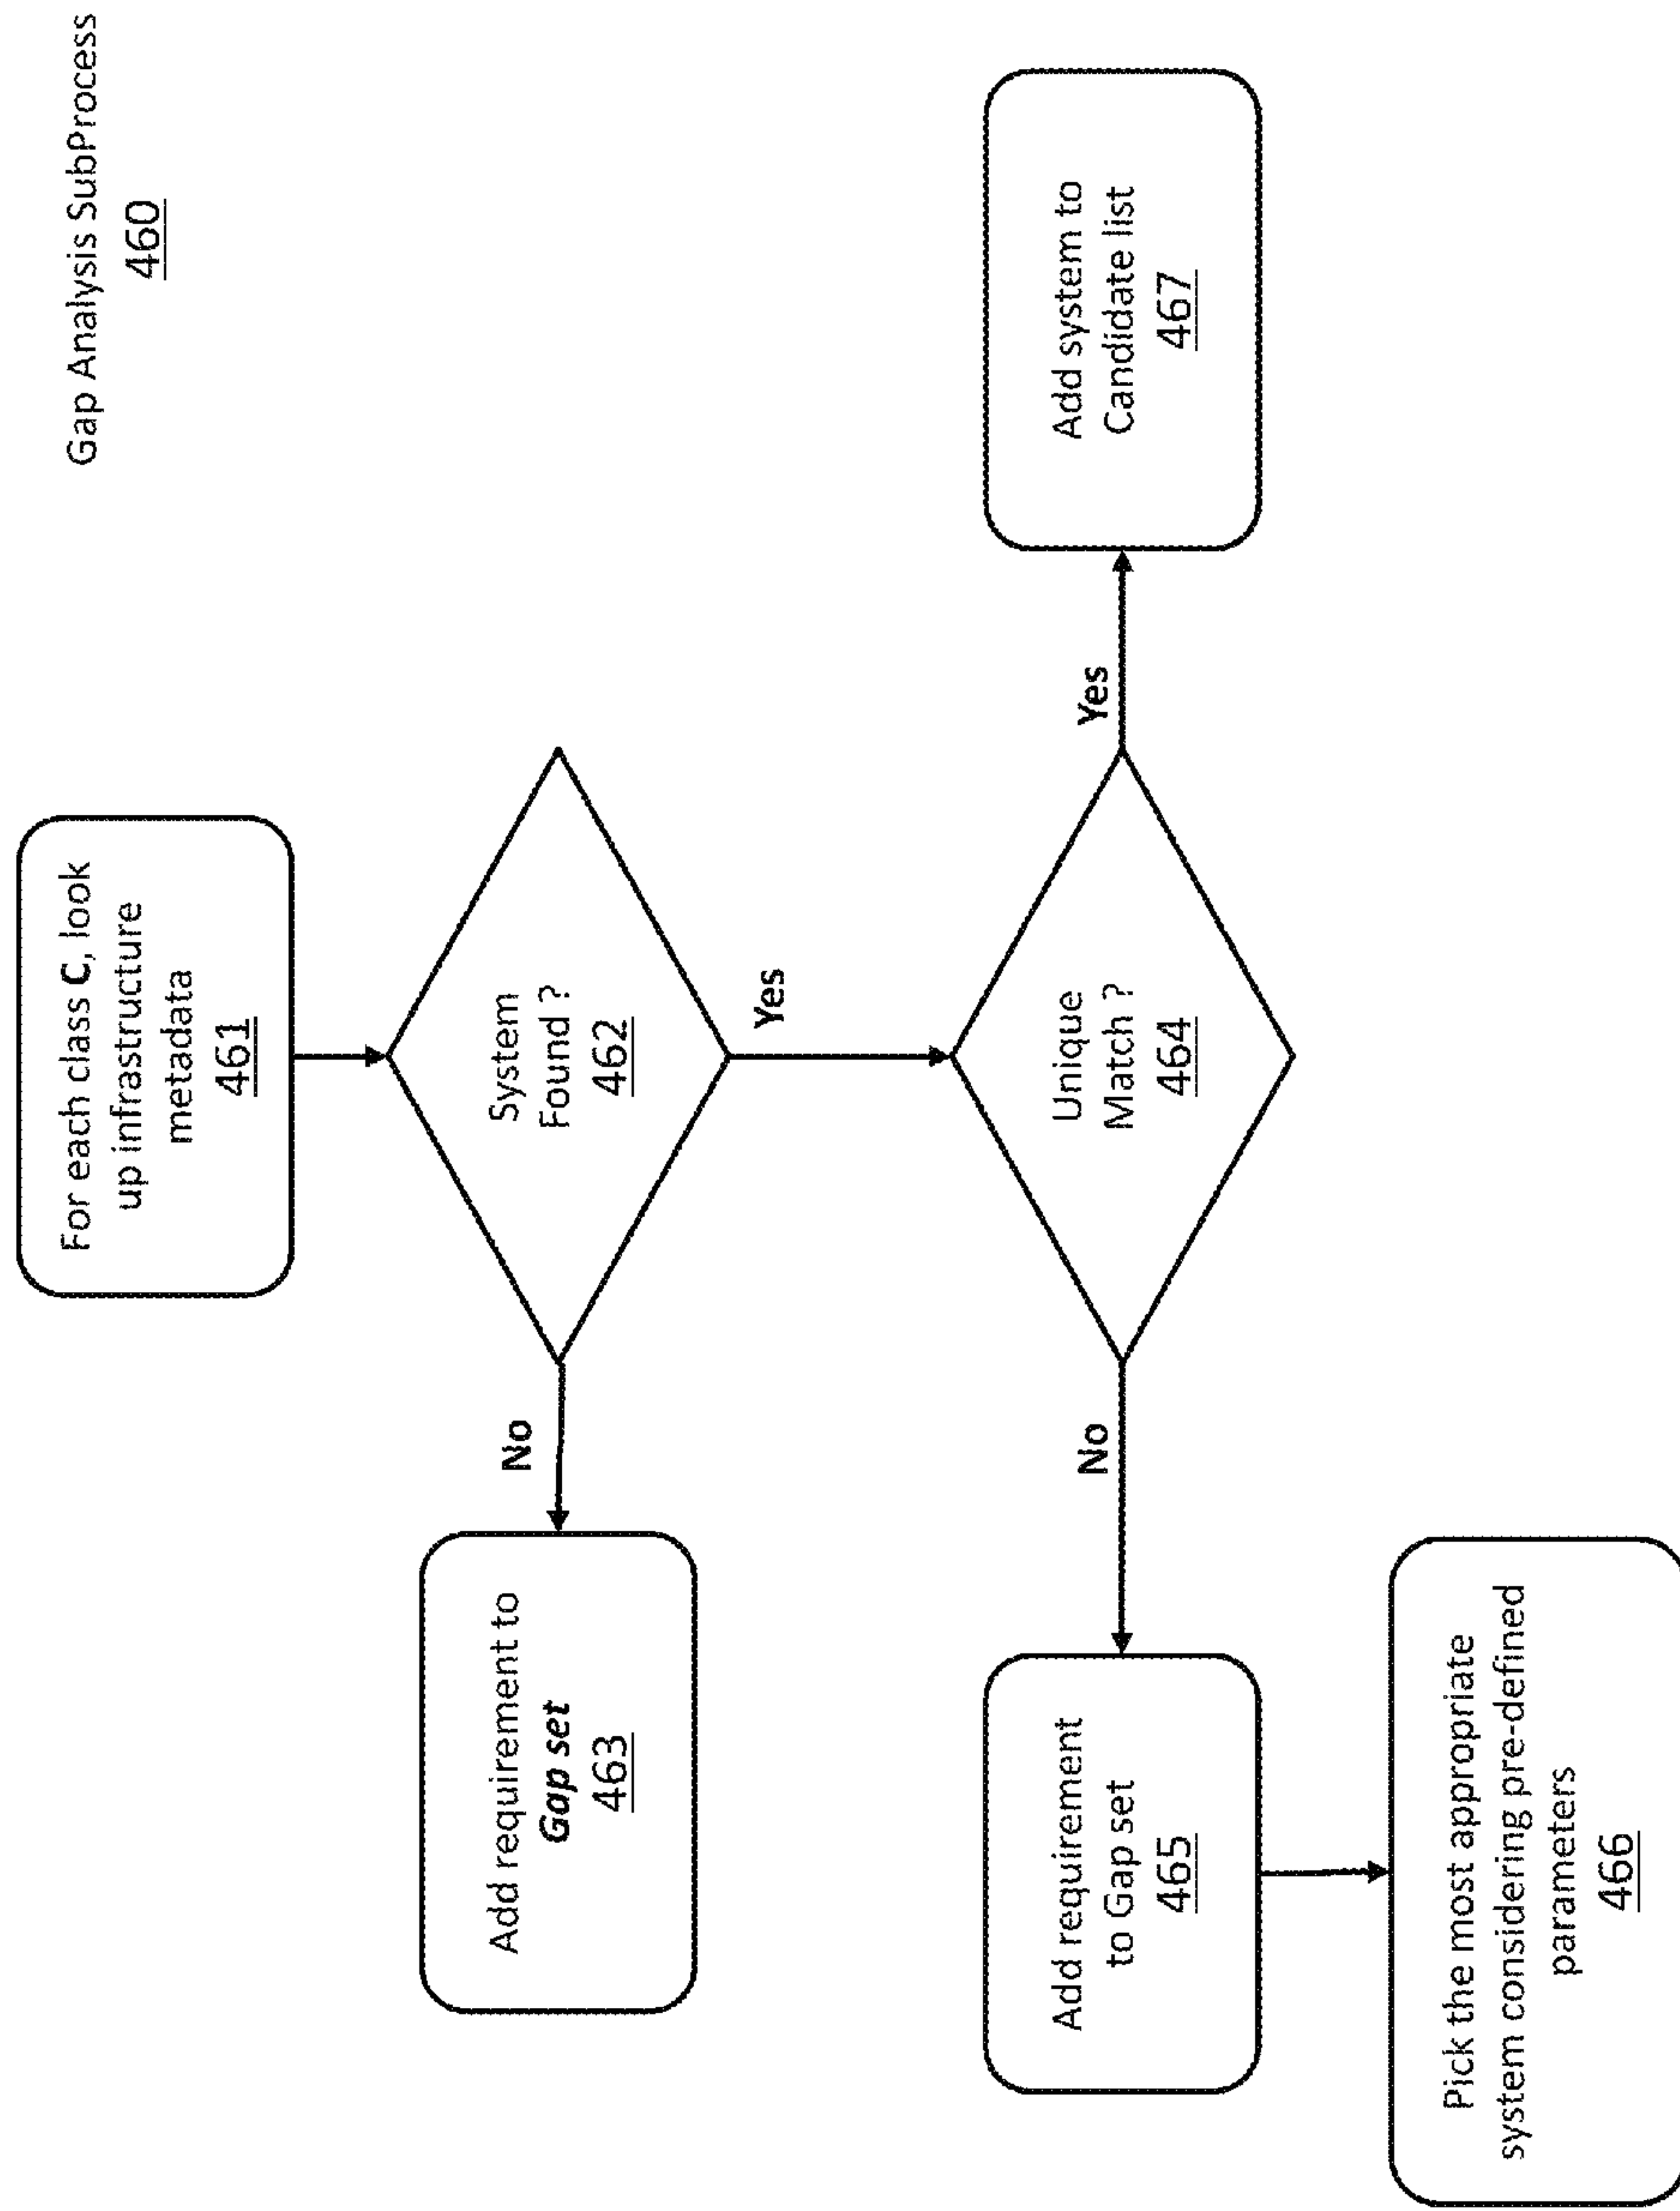 Gap Analysis SubProcess
460
For each class C, look
up infrastructure
metadata
461
System
Found ?
462
No
Yes
Add requirement to
Gap set
463
Unique
Match ?
464
No
Yes
Add requirement
to Gap set
465
Add system to
Candidate list
467
Pick the most appropriate
system considering pre-defined
parameters
466